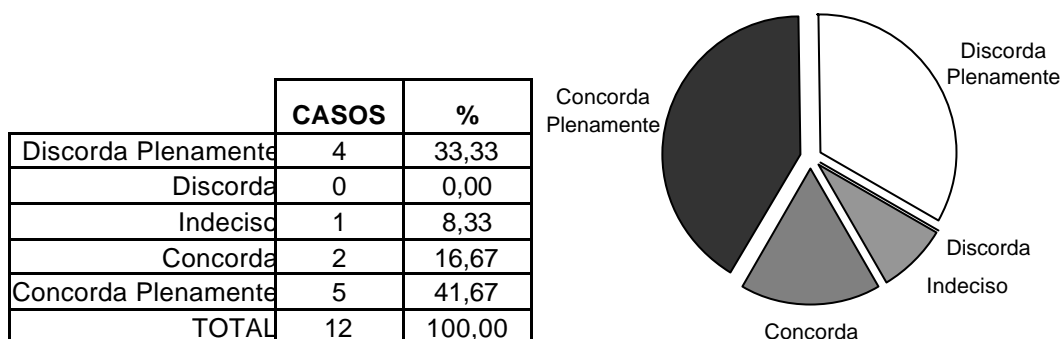 CASOS %
Discorda Plenamente 4 33,33
Discorda 0 0,00
Indeciso 1 8,33
Concorda 2 16,67
Concorda Plenamente 5 41,67
TOTAL 12 100,00
Concorda
Plenamente
Discorda
Plenamente
Discorda
Indeciso
Concorda